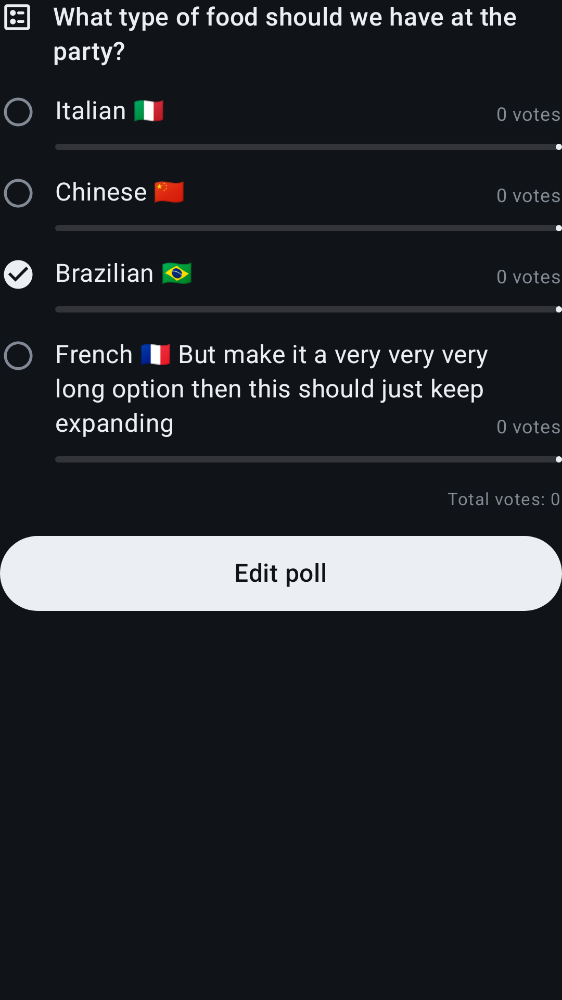 What type of food should we have at the
party?
Italian 🇮🇹
0 votes
Chinese 🇨🇳
0 votes
Brazilian 🇧🇷
0 votes
French 🇫🇷 But make it a very very very
long option then this should just keep
expanding
0 votes
Total votes: 0
Edit poll